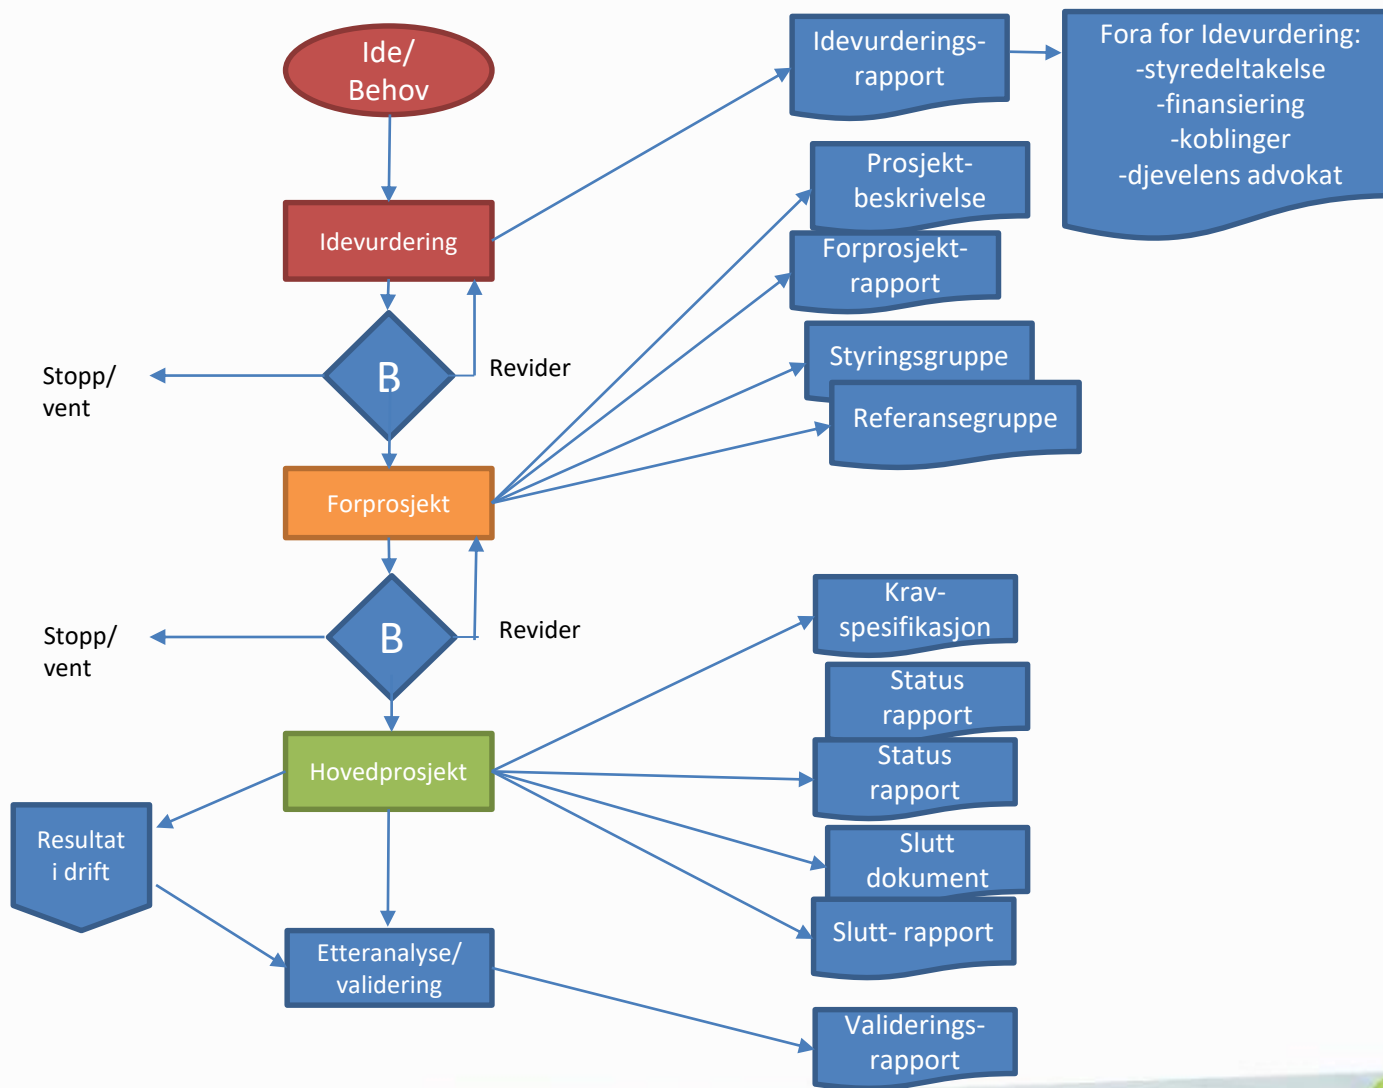 Ide/
Behov
Idevurderings-
rapport
Fora for Idevurdering:
-styredeltakelse
-finansiering
-koblinger
-djevelens advokat
Prosjekt-
beskrivelse
Idevurdering
Forprosjekt-
rapport
Stopp/
vent
B
Revider
Styringsgruppe
Referansegruppe
Forprosjekt
Stopp/
vent
B
Revider
Krav-
spesifikasjon
Status
rapport
Hovedprosjekt
Status
rapport
Resultat
i drift
Slutt
dokument
Slutt- rapport
Etteranalyse/
validering
Validerings-
rapport